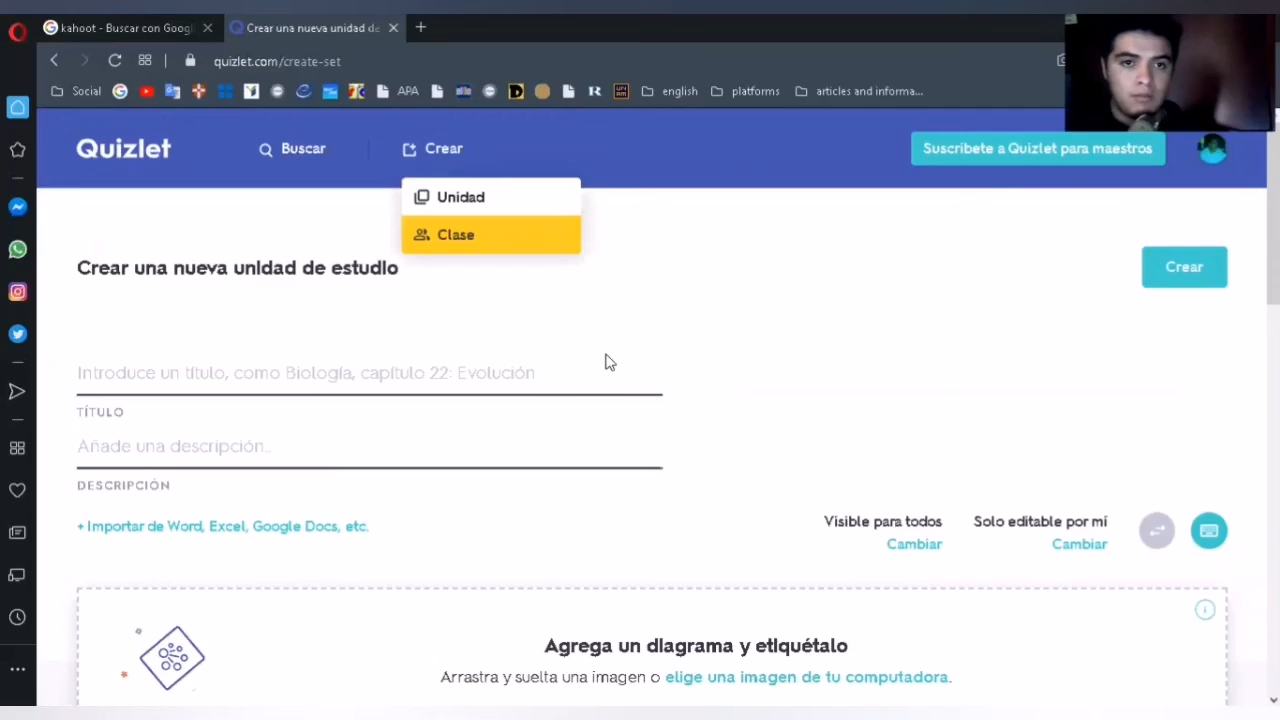 kahoot - Buscar con Googl
Crear una nueva unidad de
quizlet.com/create-set
Social
APA
english
platforms
articles and informa...
Quizlet
Buscar
Crear
Suscríbete a Quizlet para maestros
Unidad
Clase
Crear una nueva unidad de estudio
Crear
Introduce un título, como Biología, capítulo 22: Evolución
TÍTULO
Añade una descripción..
DESCRIPCIÓN
+ Importar de Word, Excel, Google Docs, etc.
Visible para todos
Cambiar
Solo editable por mí
Cambiar
Agrega un diagrama y etiquétalo
Arrastra y suelta una imagen o elige una imagen de tu computadora.